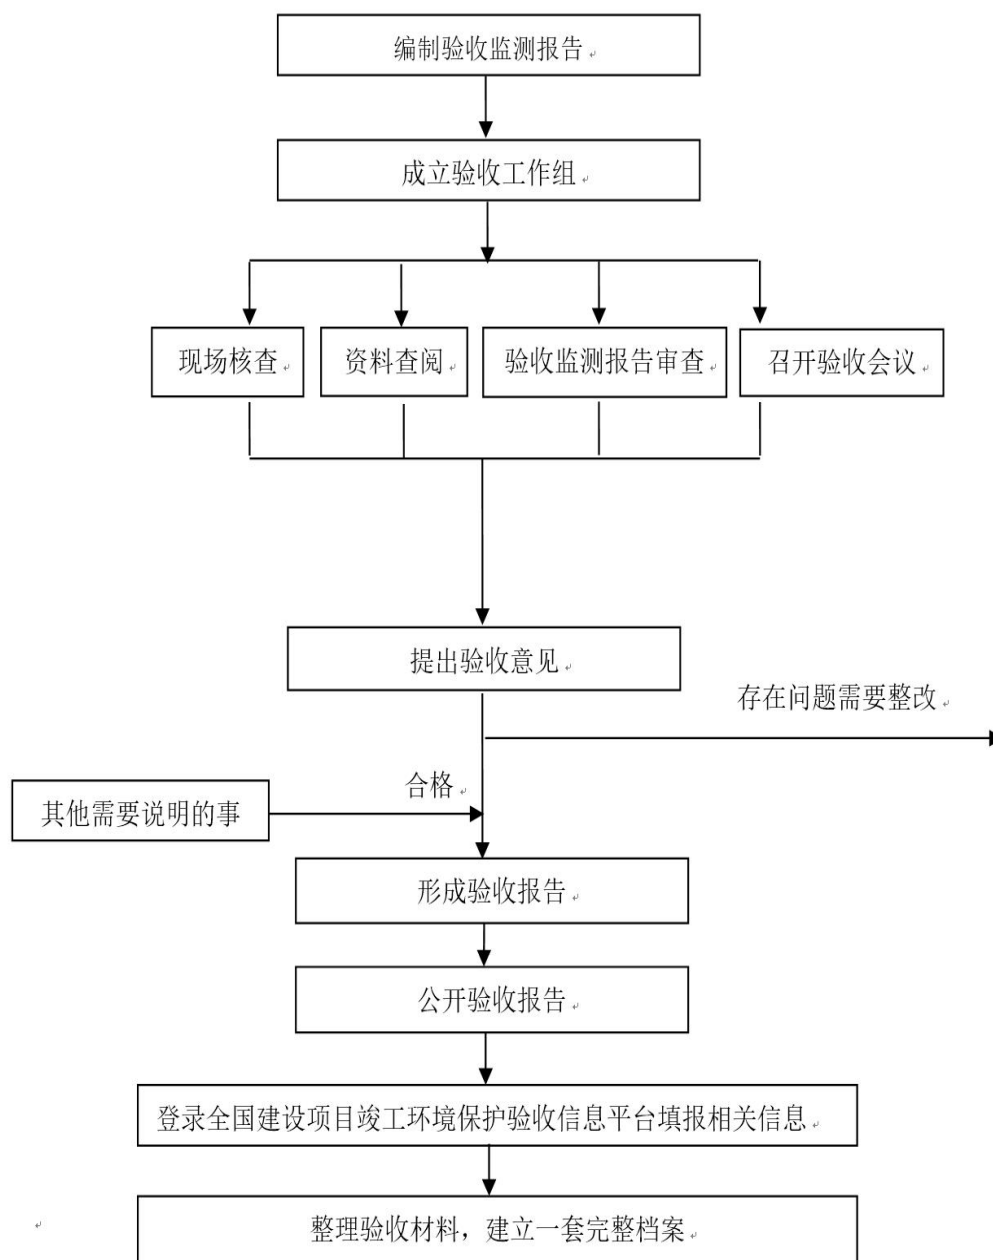 编制验收监测报告
成立验收工作组
现场核查
资料查阅
验收监测报告审查
召开验收会议
提出验收意见
存在问题需要整改
合格
其他需要说明的事
形成验收报告
公开验收报告
登录全国建设项目竣工环境保护验收信息平台填报相关信息
整理验收材料，建立一套完整档案